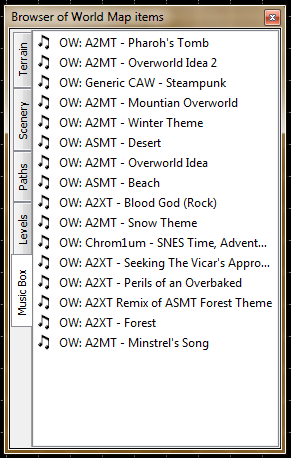 Browser of World Map items
Terrain
Scenery
Paths
Levels
Music Box
OW: A2MT - Pharoh's Tomb
OW: A2MT - Overworld Idea 2
OW: Generic CAW - Steampunk
OW: A2MT - Mountian Overworld
OW: A2MT - Winter Theme
OW: ASMT - Desert
OW: A2MT - Overworld Idea
OW: ASMT - Beach
OW: A2XT - Blood God (Rock)
OW: A2MT - Snow Theme
OW: Chrom1um - SNES Time, Advent...
OW: A2XT - Seeking The Vicar's Appro...
OW: A2XT - Perils of an Overbaked
OW: A2XT Remix of ASMT Forest Theme
OW: A2XT - Forest
OW: A2MT - Minstrel's Song